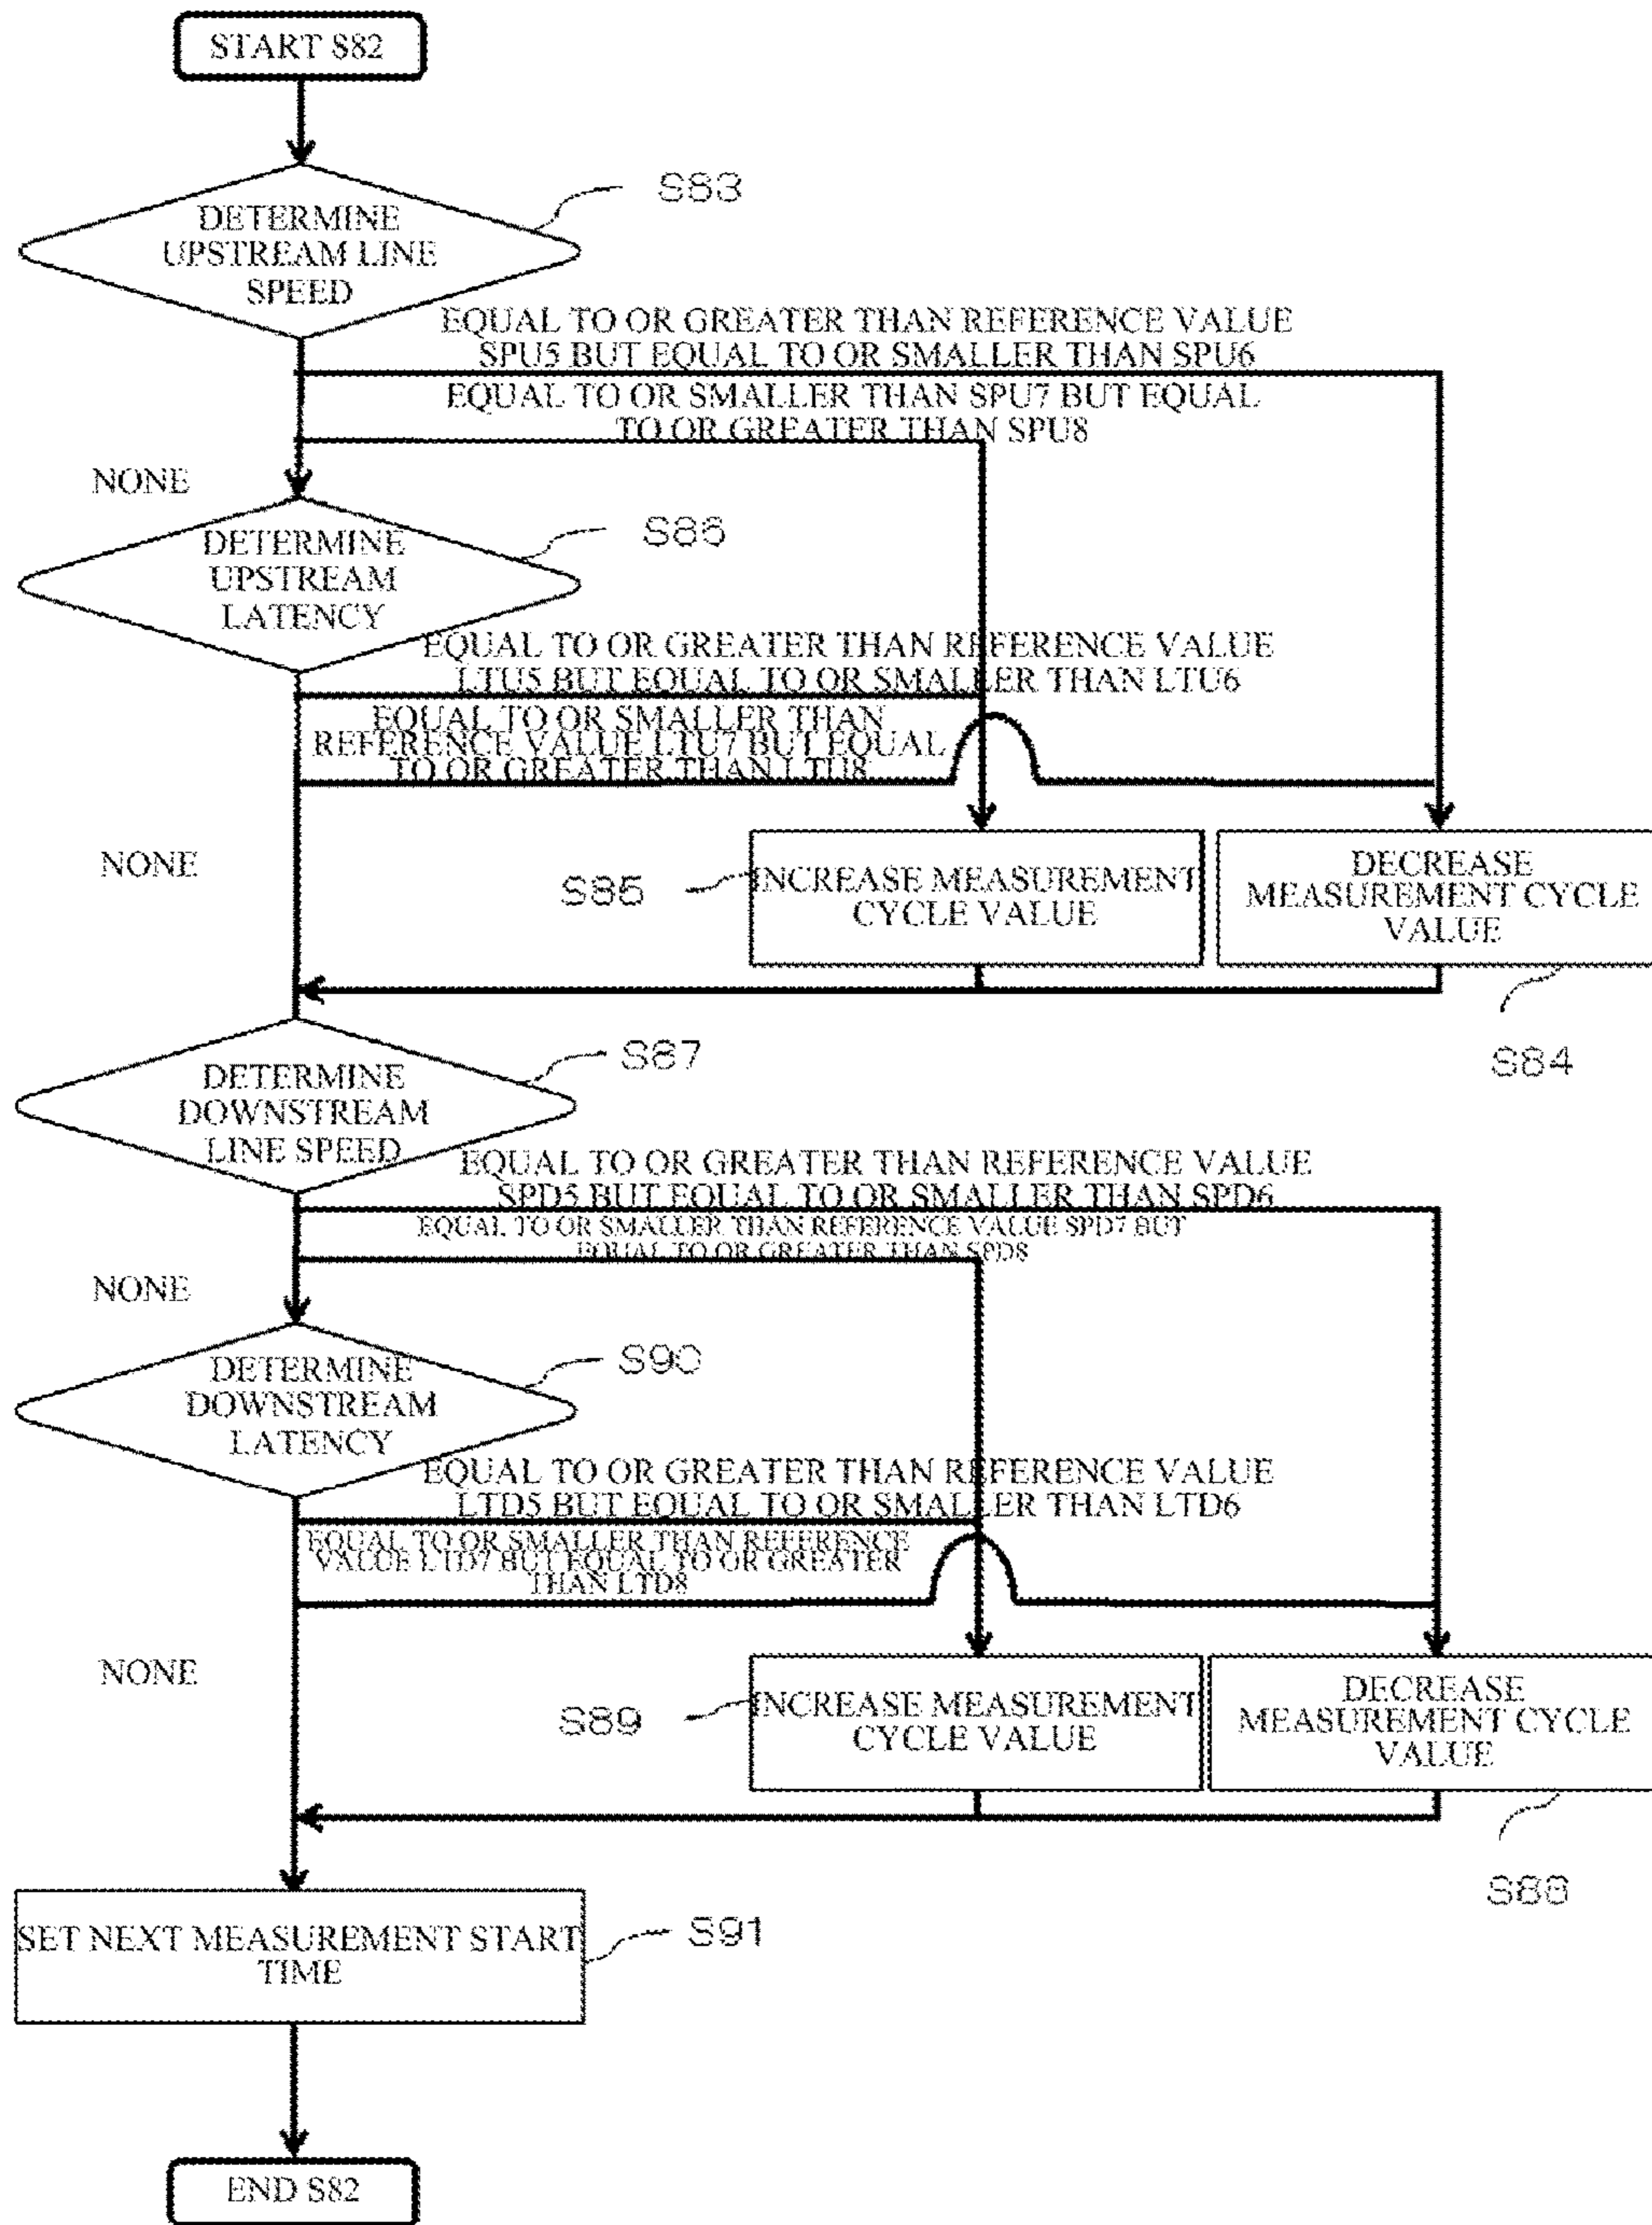 START S82
DETERMINE
UPSTREAM LINE
SPEED
S83
EQUAL TO OR GREATER THAN REFERENCE VALUE
SPU5 BUT EQUAL TO OR SMALLER THAN SPU6
EQUAL TO OR SMALLER THAN SPU7 BUT EQUAL
TO OR GREATER THAN SPU8
NONE
DETERMINE
UPSTREAM
LATENCY
S86
EQUAL TO OR GREATER THAN REFERENCE VALUE
LTU5 BUT EQUAL TO OR SMALLER THAN LTU6
EQUAL TO OR SMALLER THAN
REFERENCE VALUE LTU7 BUT EQUAL
TO OR GREATER THAN LTU8
NONE
S85
INCREASE MEASUREMENT
CYCLE VALUE
DECREASE
MEASUREMENT CYCLE
VALUE
S84
DETERMINE
DOWNSTREAM
LINE SPEED
S87
EQUAL TO OR GREATER THAN REFERENCE VALUE
SPD5 BUT EQUAL TO OR SMALLER THAN SPD6
EQUAL TO OR SMALLER THAN REFERENCE VALUE SPD7 BUT
EQUAL TO OR GREATER THAN SPD8
NONE
DETERMINE
DOWNSTREAM
LATENCY
S90
EQUAL TO OR GREATER THAN REFERENCE VALUE
LTD5 BUT EQUAL TO OR SMALLER THAN LTD6
EQUAL TO OR SMALLER THAN REFERENCE
VALUE LTD7 BUT EQUAL TO OR GREATER
THAN LTD8
NONE
S89
INCREASE MEASUREMENT
CYCLE VALUE
DECREASE
MEASUREMENT CYCLE
VALUE
S88
SET NEXT MEASUREMENT START
TIME
S91
END S82